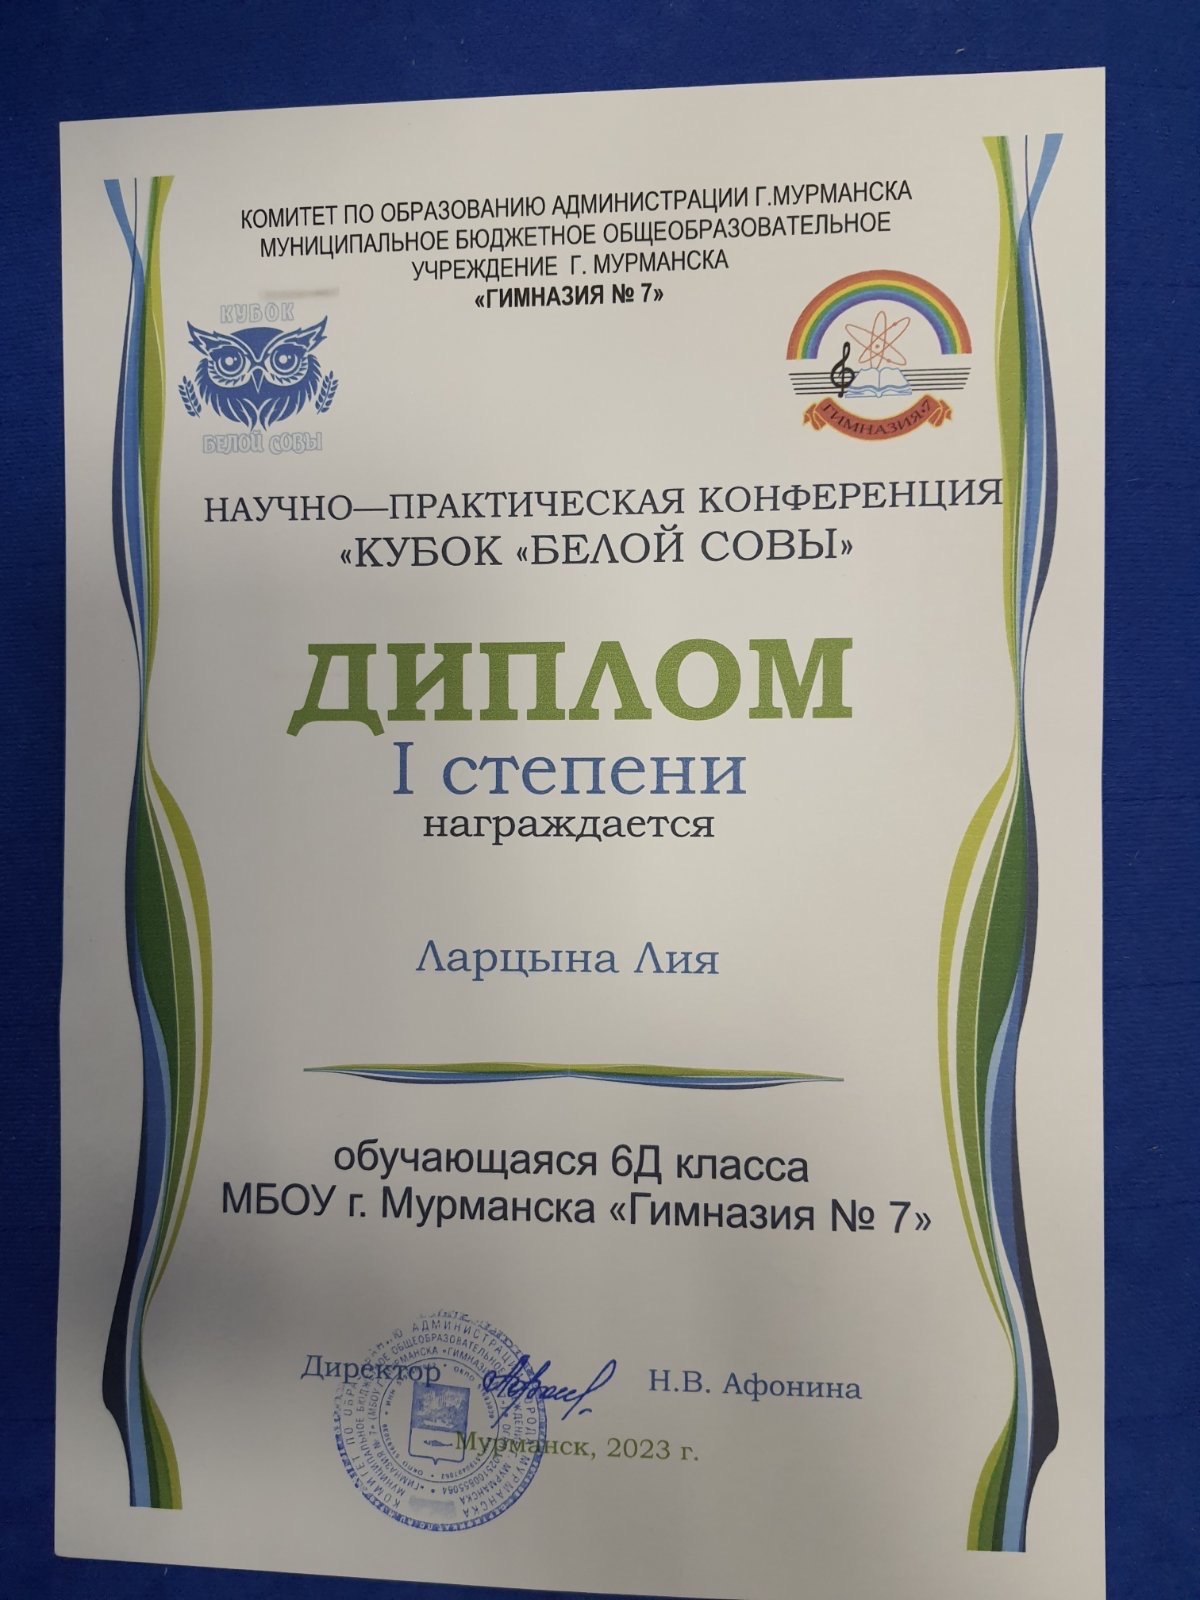 КОМИТЕТ ПО ОБРАЗОВАНИЮ АДМИНИСТРАЦИИ Г.МУРМАНСКА
МУНИЦИПАЛЬНОЕ БЮДЖЕТНОЕ ОБЩЕОБРАЗОВАТЕЛЬНОЕ
УЧРЕЖДЕНИЕ Г. МУРМАНСКА
«ГИМНАЗИЯ № 7»
КУБОК
БЕЛОЙ СОВЫ
ГИМНАЗИЯ•7
НАУЧНО—ПРАКТИЧЕСКАЯ КОНФЕРЕНЦИЯ
«КУБОК «БЕЛОЙ СОВЫ»
ДИПЛОМ
I степени
награждается
Ларцына Лия
обучающаяся 6Д класса
МБОУ г. Мурманска «Гимназия № 7»
Директор Н.В. Афонина
Мурманск, 2023 г.